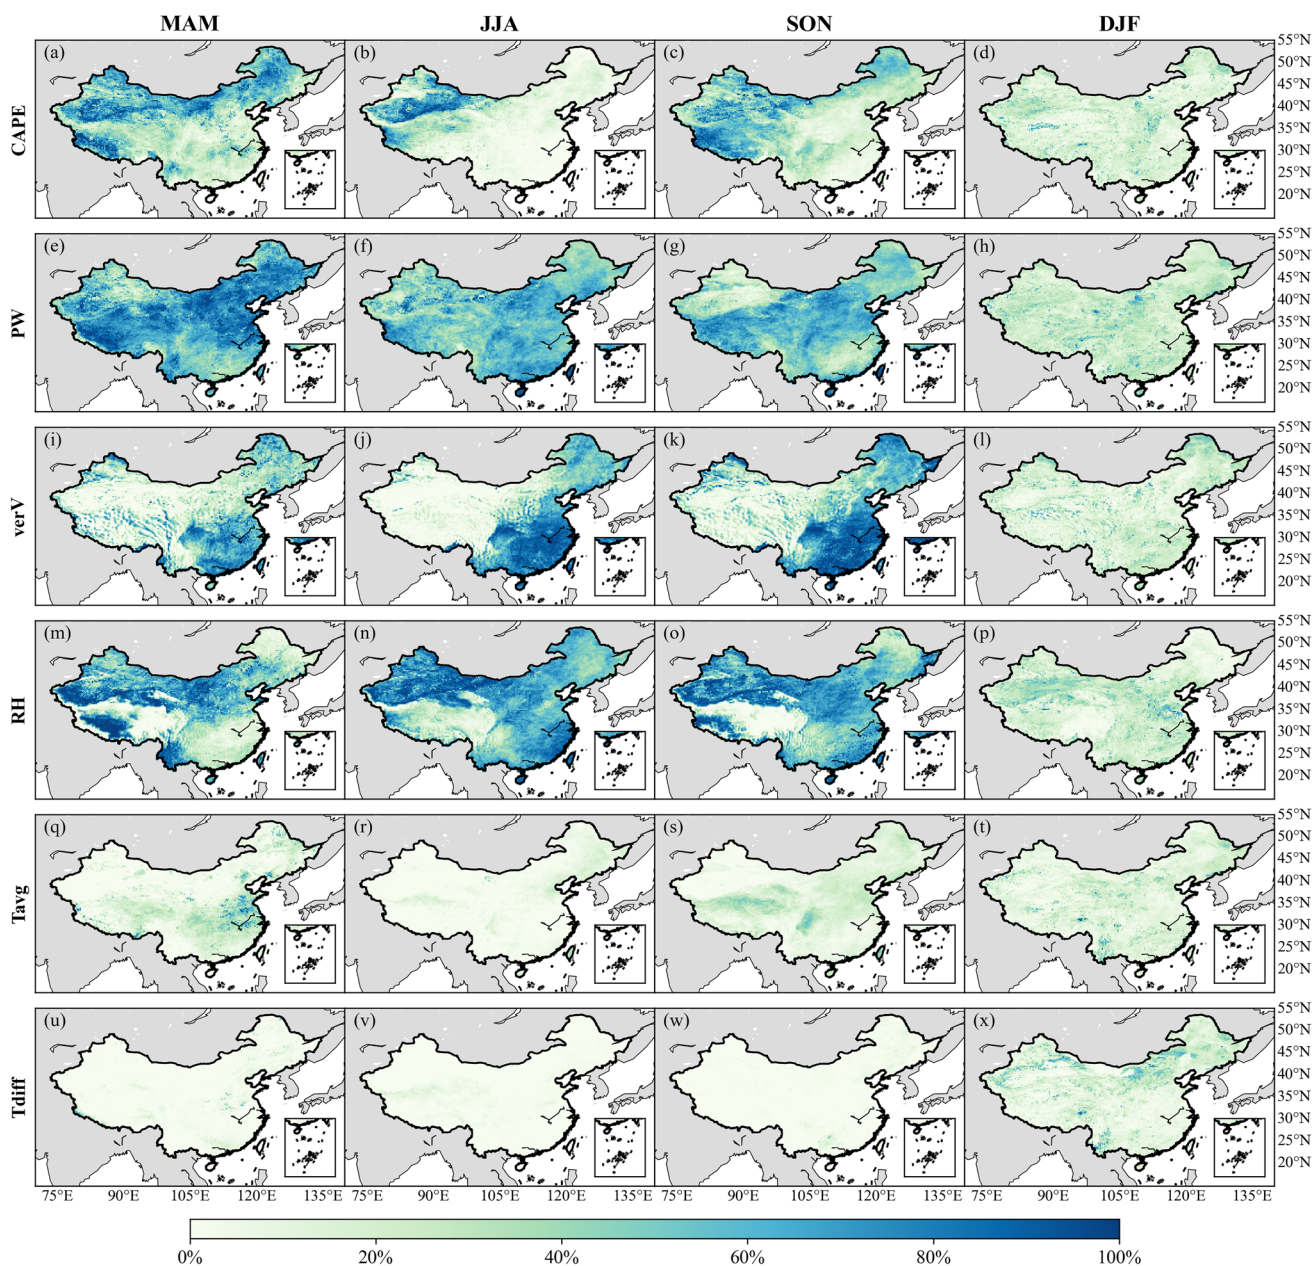 MAM JJA SON DJF
CAPE (a) (b) (c) (d) 55°N
50°N
45°N
40°N
35°N
30°N
25°N
20°N
PW (e) (f) (g) (h) 55°N
50°N
45°N
40°N
35°N
30°N
25°N
20°N
verV (i) (j) (k) (l) 55°N
50°N
45°N
40°N
35°N
30°N
25°N
20°N
RH (m) (n) (o) (p) 55°N
50°N
45°N
40°N
35°N
30°N
25°N
20°N
Tavg (q) (r) (s) (t) 55°N
50°N
45°N
40°N
35°N
30°N
25°N
20°N
Tdiff (u) (v) (w) (x) 55°N
50°N
45°N
40°N
35°N
30°N
25°N
20°N
75°E 90°E 105°E 120°E 135°E 75°E 90°E 105°E 120°E 135°E 75°E 90°E 105°E 120°E 135°E 75°E 90°E 105°E 120°E 135°E
0% 20% 40% 60% 80% 100%